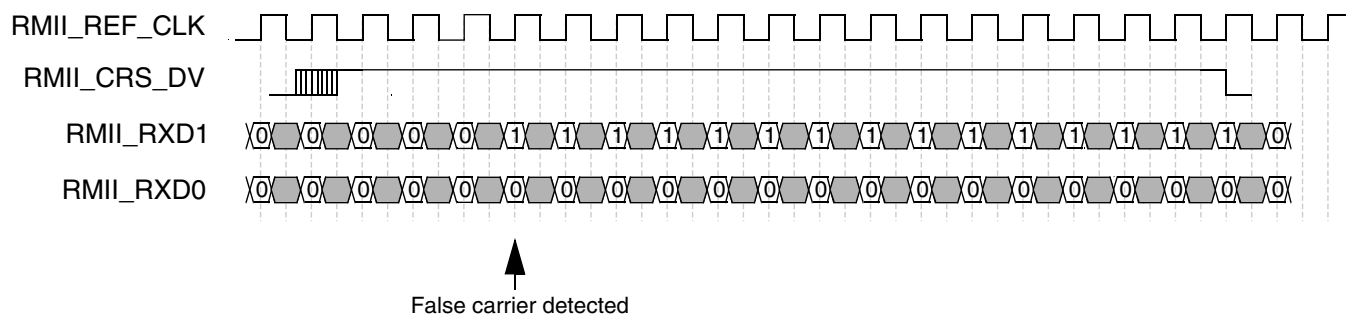 RMII_REF_CLK
RMII_CRS_DV
RMII_RXD1 0 0 0 0 0 1 1 1 1 1 1 1 1 1 1 1 1 1 1 1 0
RMII_RXD0 0 0 0 0 0 0 0 0 0 0 0 0 0 0 0 0 0 0 0 0 0
False carrier detected